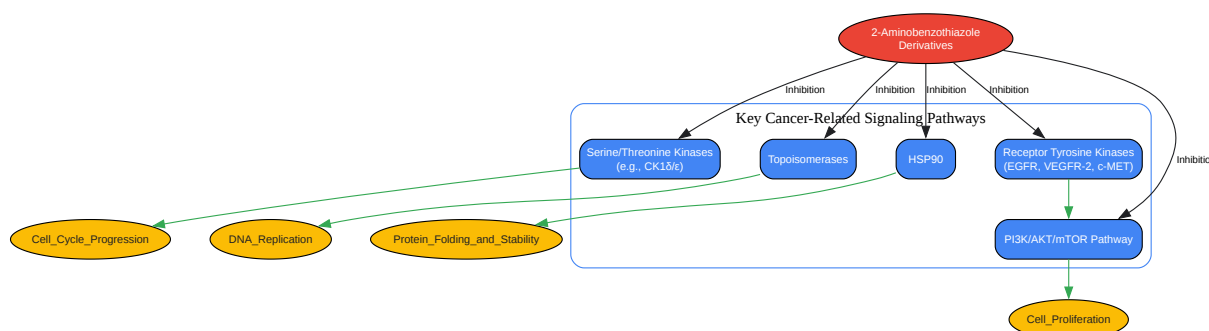 2-Aminobenzothiazole
Derivatives
Inhibition
Inhibition
Inhibition
Inhibition
Key Cancer-Related Signaling Pathways
Serine/Threonine Kinases
(e.g., CK1δ/ε)
Topoisomerases
HSP90
Receptor Tyrosine Kinases
(EGFR, VEGFR-2, c-MET)
Inhibitio
Cell_Cycle_Progression
DNA_Replication
Protein_Folding_and_Stability
PI3K/AKT/mTOR Pathway
Cell_Proliferation